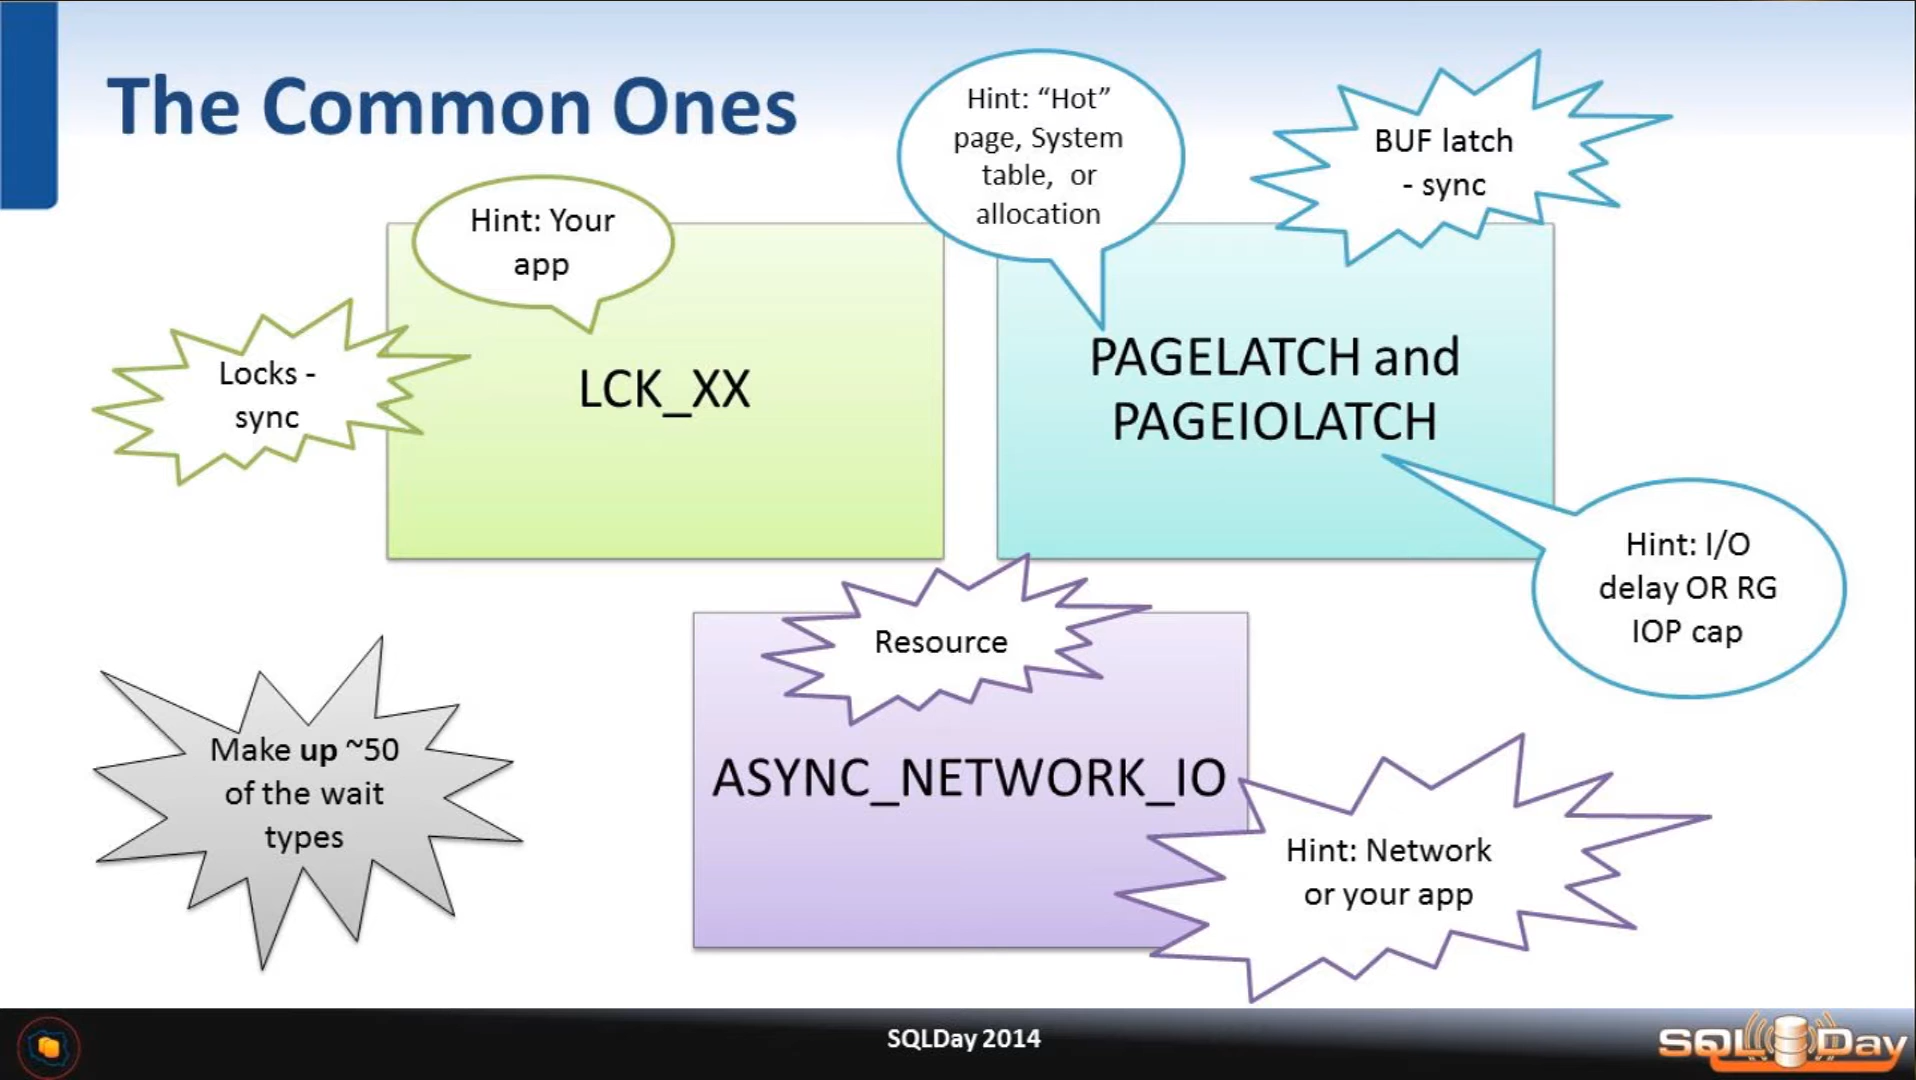 The Common Ones
Hint: "Hot"
page, System
table, or
allocation
BUF latch
- sync
Hint: Your
app
Locks -
sync
LCK_XX
PAGELATCH and
PAGEIOLATCH
Hint: I/O
delay OR RG
IOP cap
Resource
ASYNC_NETWORK_IO
Make up ~50
of the wait
types
Hint: Network
or your app
SQLDay 2014
SQL Day